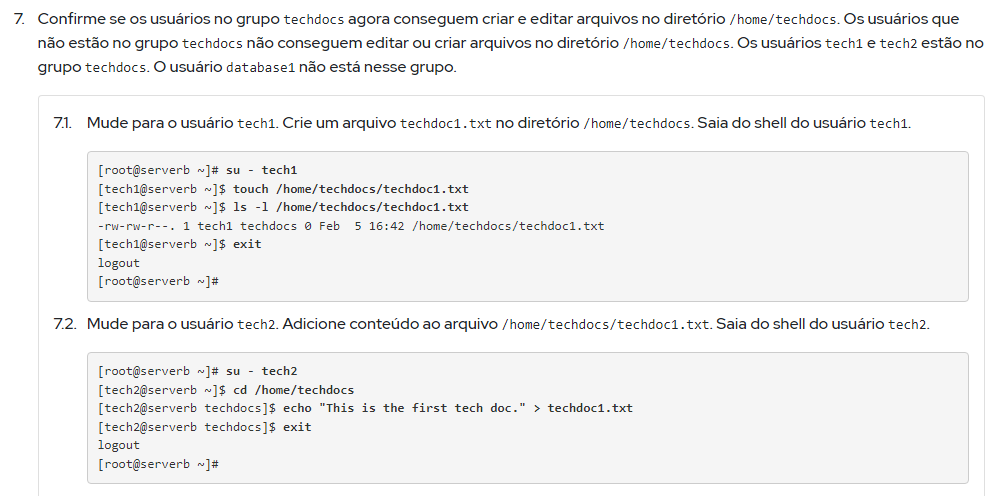 7. Confirme se os usuários no grupo techdocs agora conseguem criar e editar arquivos no diretório /home/techdocs. Os usuários que
não estão no grupo techdocs não conseguem editar ou criar arquivos no diretório /home/techdocs. Os usuários tech1 e tech2 estão no
grupo techdocs. O usuário database1 não está nesse grupo.
7.1. Mude para o usuário tech1. Crie um arquivo techdoc1.txt no diretório /home/techdocs. Saia do shell do usuário tech1.
[root@serverb ~]# su - tech1
[tech1@serverb ~]$ touch /home/techdocs/techdoc1.txt
[tech1@serverb ~]$ ls -l /home/techdocs/techdoc1.txt
-rw-rw-r--. 1 tech1 techdocs 0 Feb  5 16:42 /home/techdocs/techdoc1.txt
[tech1@serverb ~]$ exit
logout
[root@serverb ~]#
7.2. Mude para o usuário tech2. Adicione conteúdo ao arquivo /home/techdocs/techdoc1.txt. Saia do shell do usuário tech2.
[root@serverb ~]# su - tech2
[tech2@serverb ~]$ cd /home/techdocs
[tech2@serverb techdocs]$ echo "This is the first tech doc." > techdoc1.txt
[tech2@serverb techdocs]$ exit
logout
[root@serverb ~]#